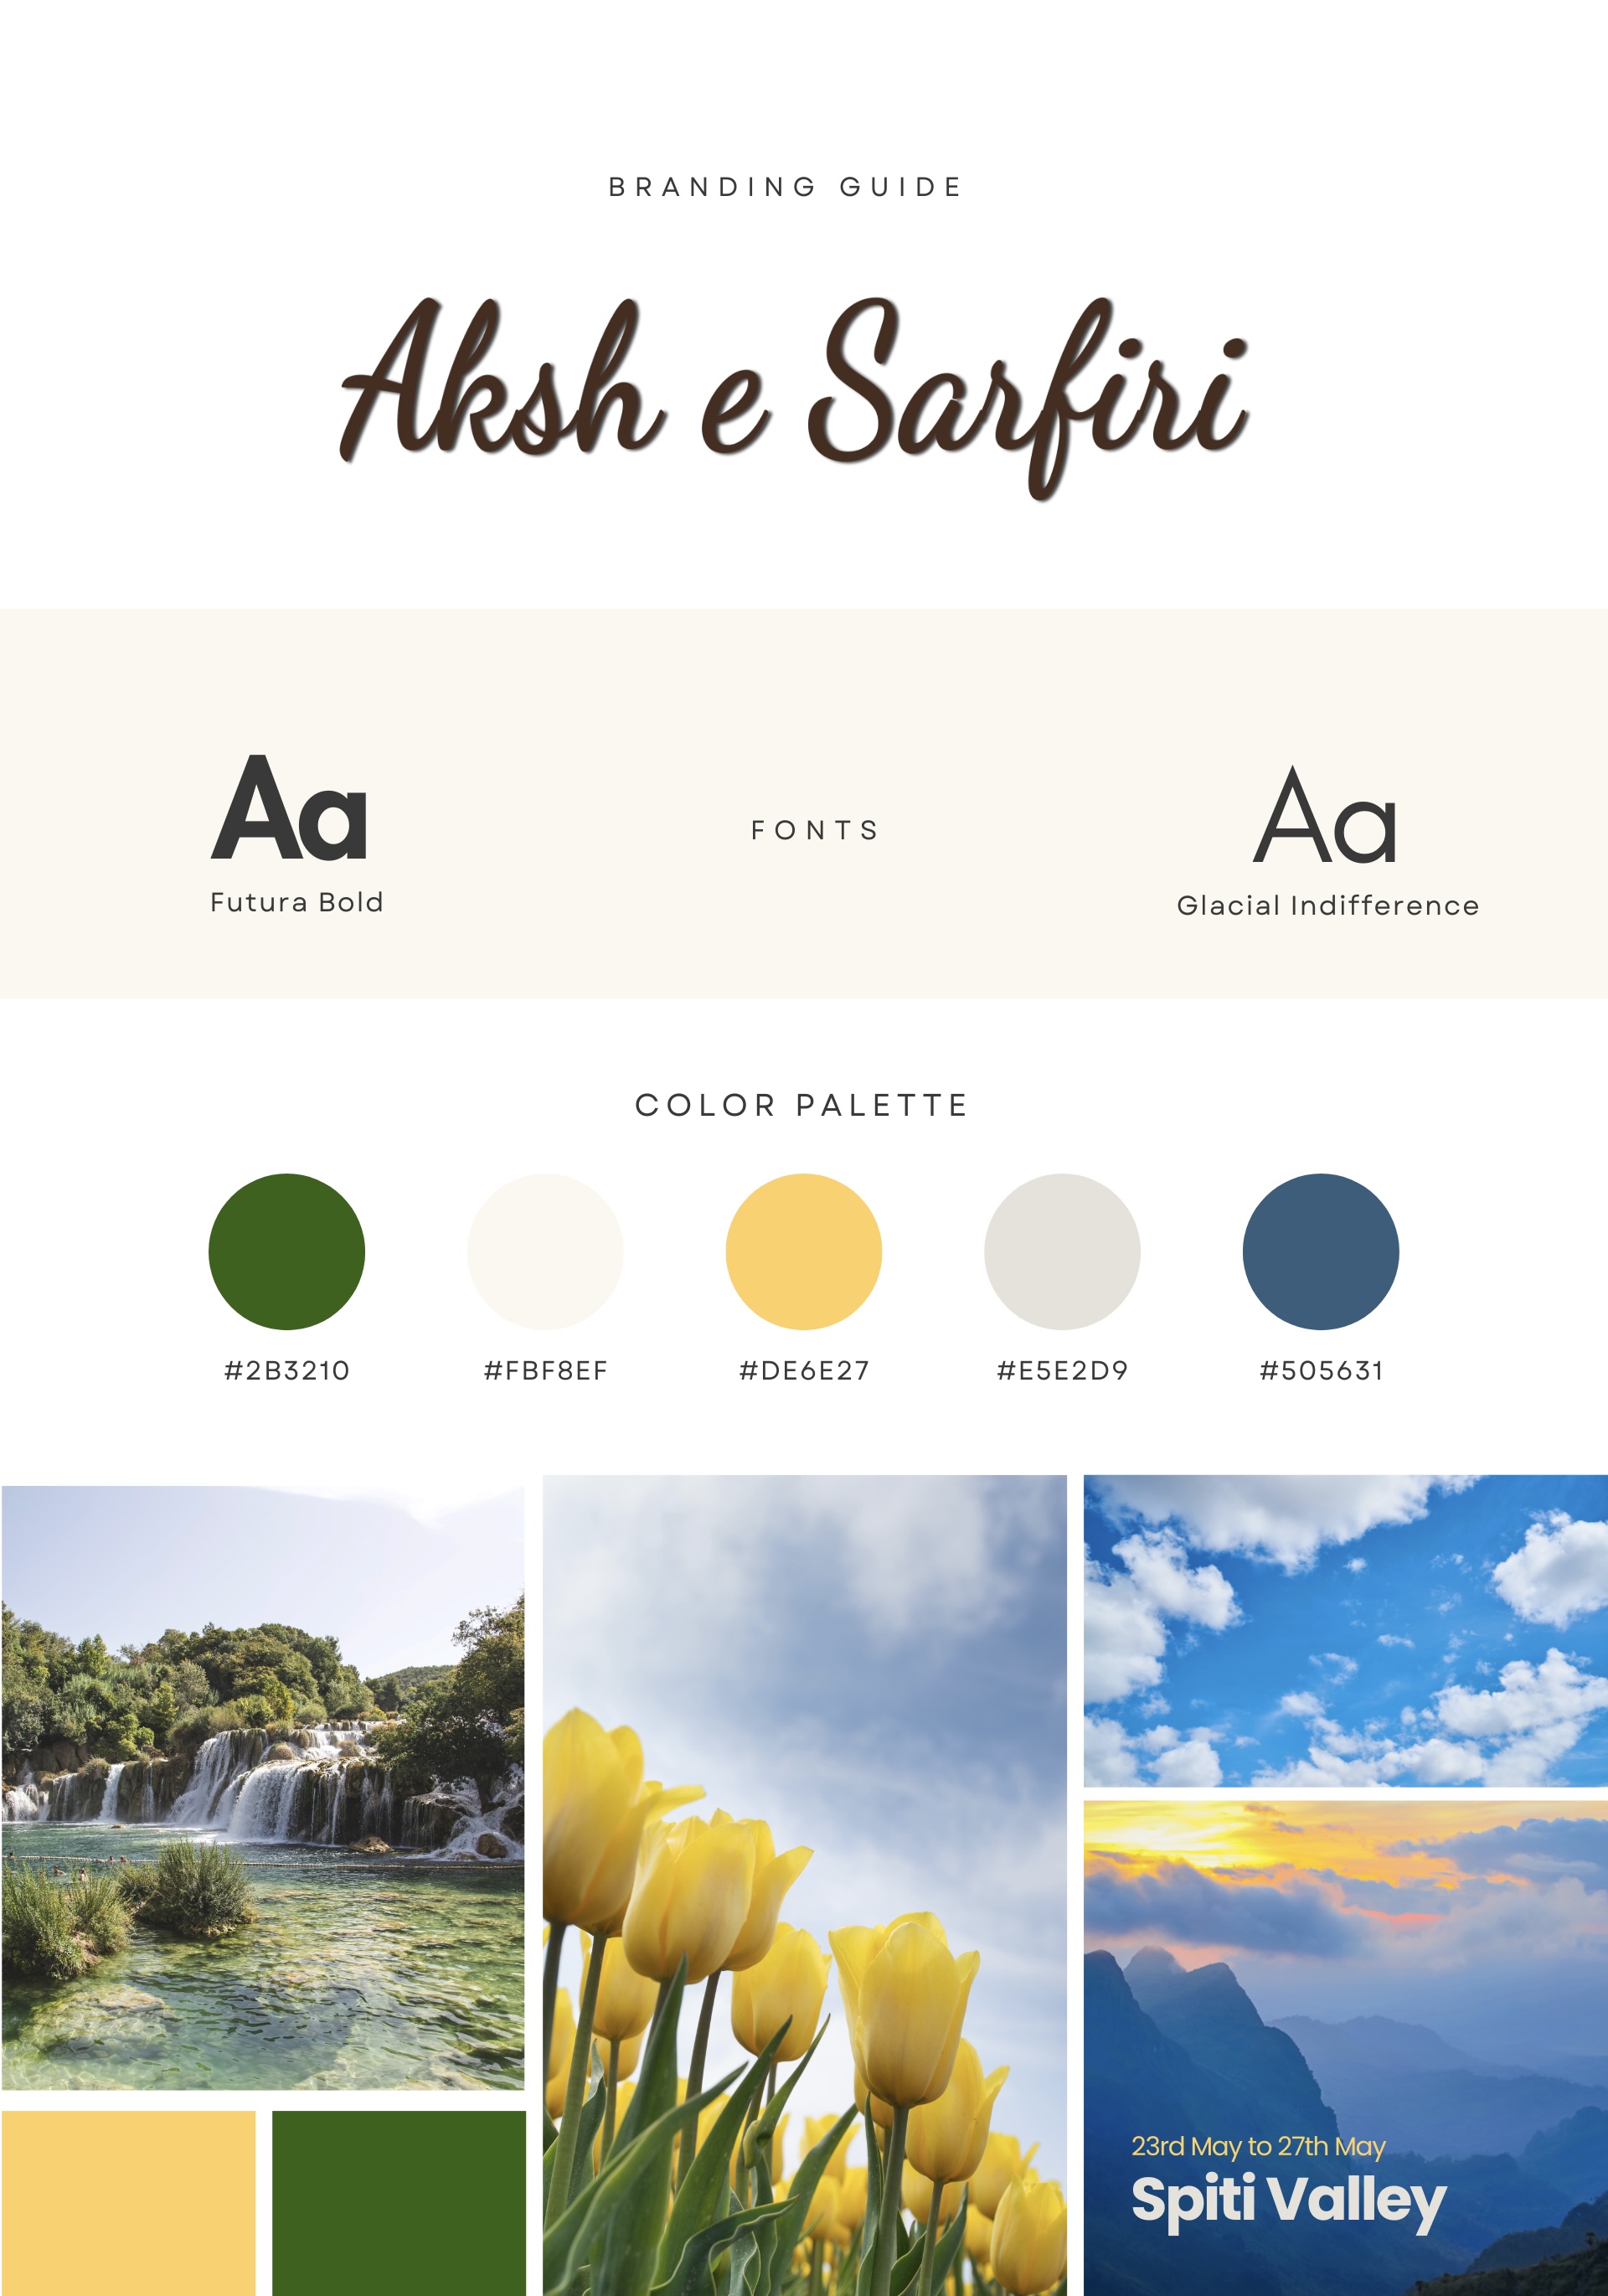 BRANDING GUIDE
Aksh e Sarfiri
Aa
Futura Bold
FONTS
Aa
Glacial Indifference
COLOR PALETTE
#2B3210
#FBF8EF
#DE6E27
#E5E2D9
#505631
23rd May to 27th May
Spiti Valley